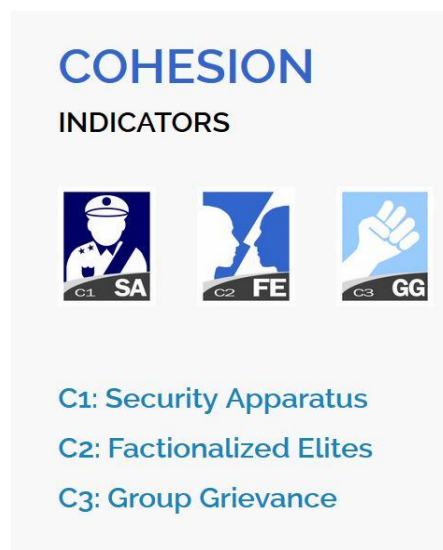 COHESION
INDICATORS
C1 SA
C2 FE
C3 GG
C1: Security Apparatus
C2: Factionalized Elites
C3: Group Grievance